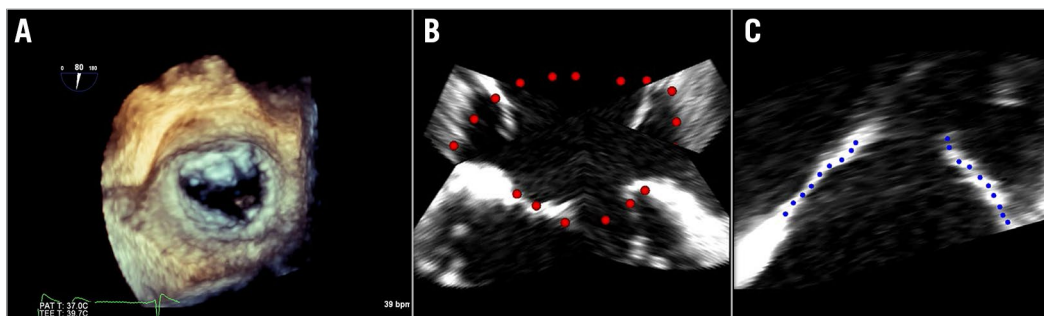 A
B
C
0 80 180
PAT T: 37.0C
TEE T: 39.7C
39 bpm